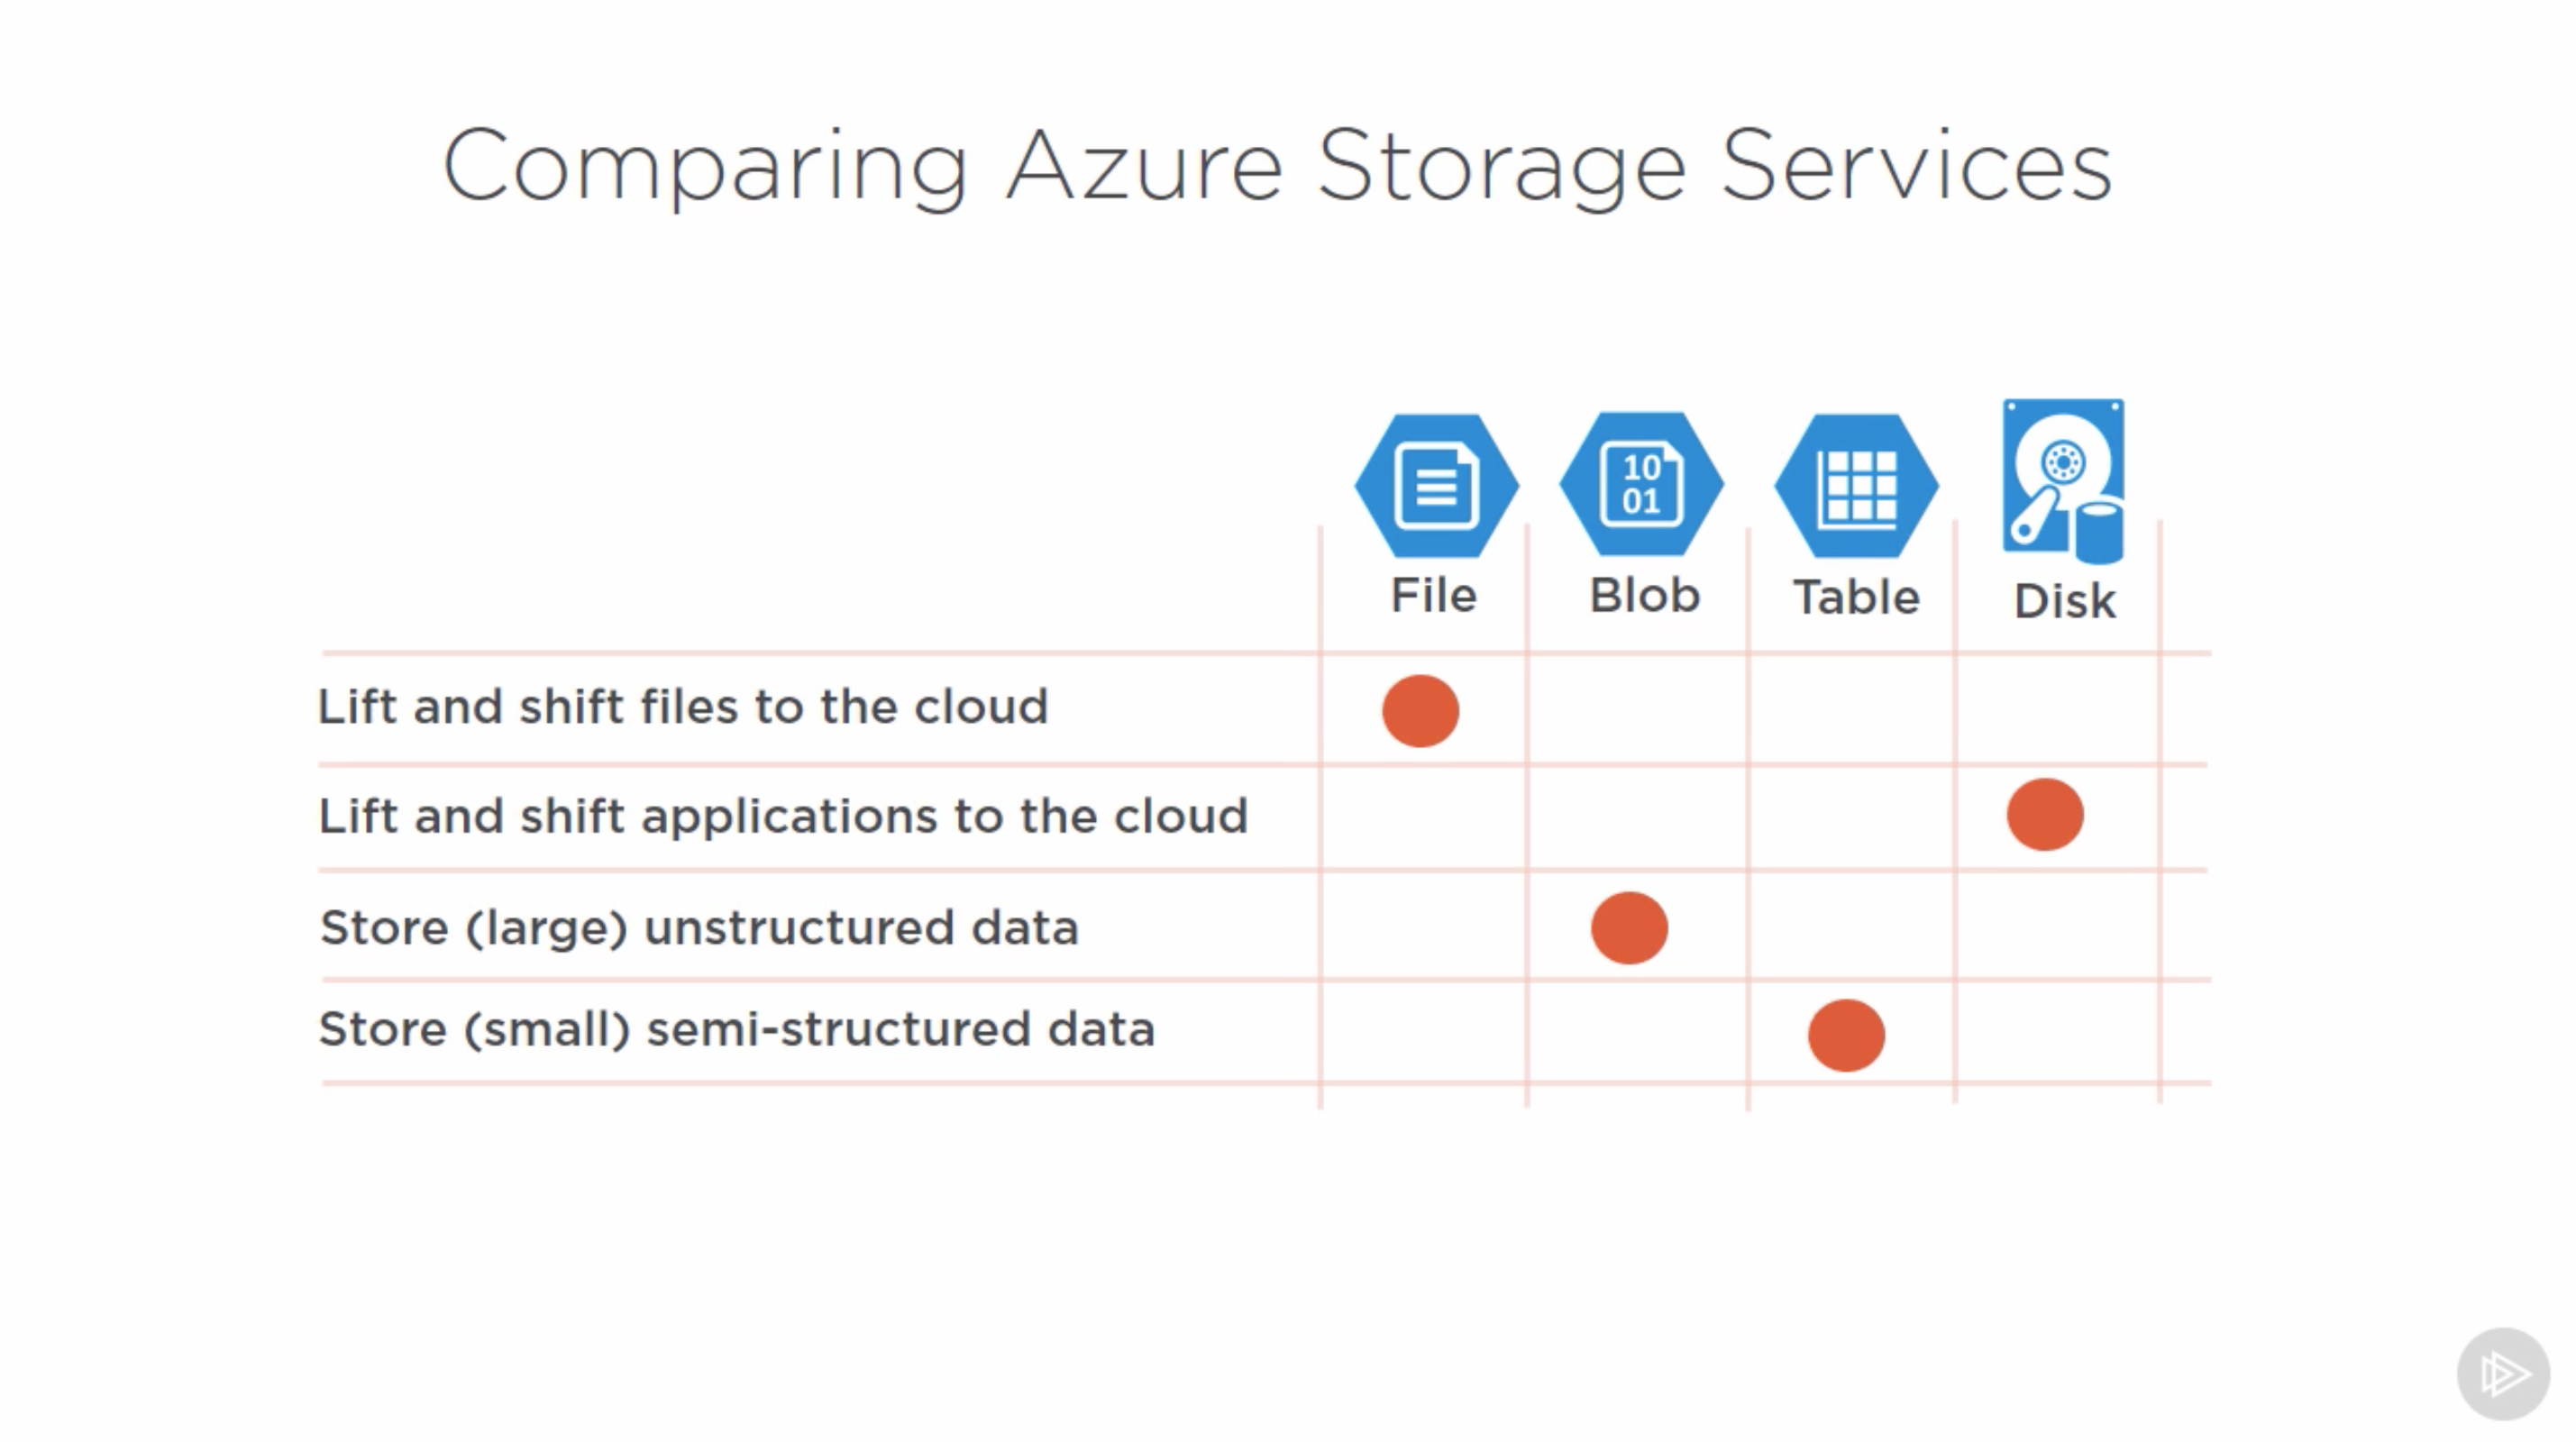 Comparing Azure Storage Services
10
01
File Blob Table Disk
Lift and shift files to the cloud
Lift and shift applications to the cloud
Store (large) unstructured data
Store (small) semi-structured data